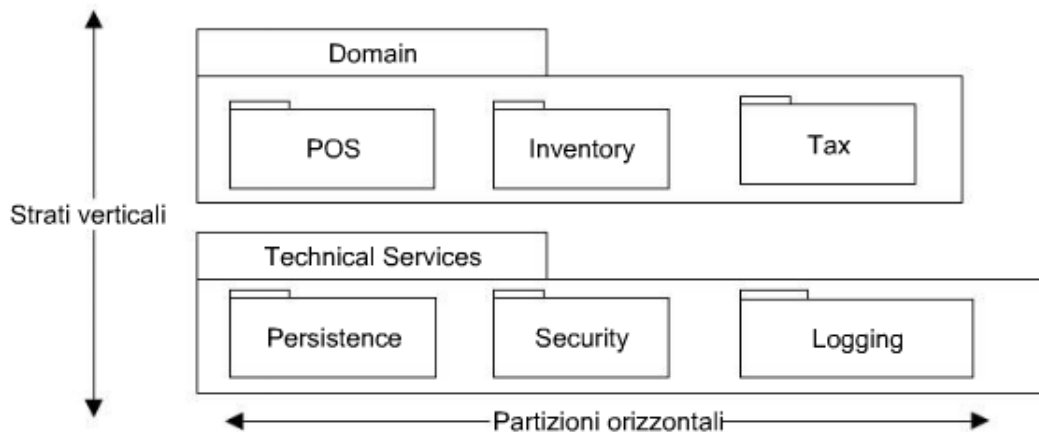 Domain
POS
Inventory
Tax
Strati verticali
Technical Services
Persistence
Security
Logging
Partizioni orizzontali